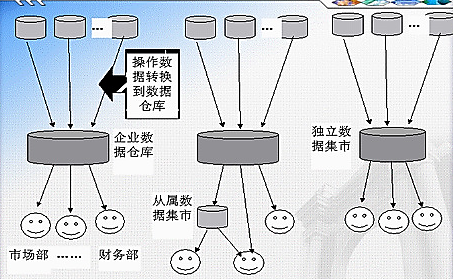 ...
...
...
操作数
据转换
到数据
仓库
企业数
据仓库
独立数
据集市
从属数
据集市
市场部 …… 财务部